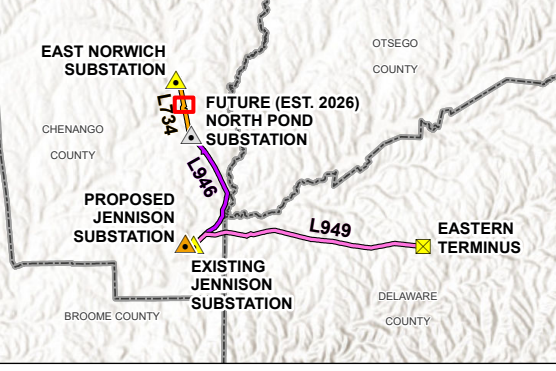 OTSEGO
COUNTY
EAST NORWICH
SUBSTATION
L734
FUTURE (EST. 2026)
NORTH POND
SUBSTATION
CHENANGO
COUNTY
L946
PROPOSED
JENNISON
SUBSTATION
L949
EASTERN
TERMINUS
EXISTING
JENNISON
SUBSTATION
DELAWARE
COUNTY
BROOME COUNTY